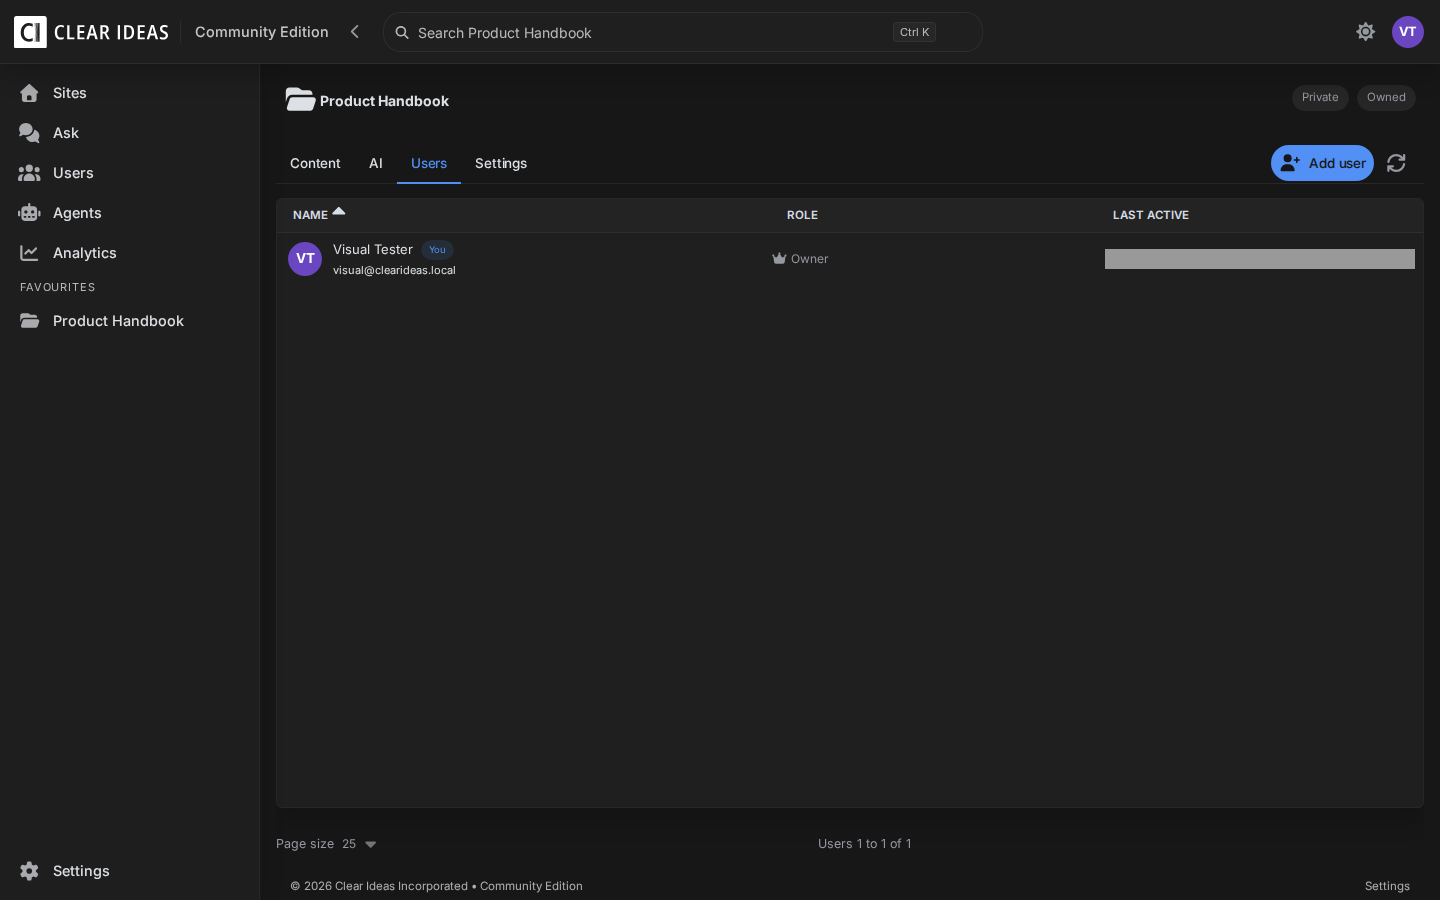 CI CLEAR IDEAS
Community Edition
Search Product Handbook
Ctrl K
VT
Sites
Ask
Users
Agents
Analytics
FAVOURITES
Product Handbook
Settings
Product Handbook
Private
Owned
Content
AI
Users
Settings
Add user
NAME
ROLE
LAST ACTIVE
VT
Visual Tester
You
visual@clearideas.local
Owner
Page size 25
Users 1 to 1 of 1
© 2026 Clear Ideas Incorporated • Community Edition
Settings